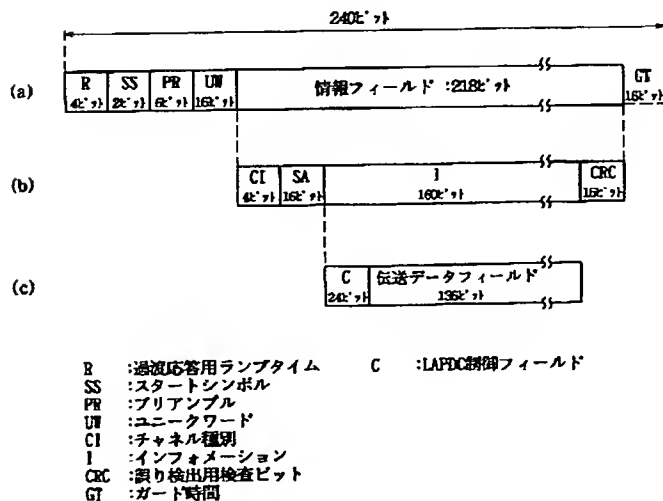 240ビット
(a)
R SS PR UW 情報フィールド:218ビット GT
4ビット 2ビット 6ビット 16ビット 16ビット
(b)
CI SA I CRC
4ビット 16ビット 160ビット 16ビット
(c)
C 伝送データフィールド
24ビット 136ビット
R :過渡応答用ランプタイム C :LAPDC制御フィールド
SS :スタートシンボル
PR :プリアンブル
UW :ユニークワード
CI :チャネル種別
I :インフォメーション
CRC :誤り検出用検査ビット
GT :ガード時間